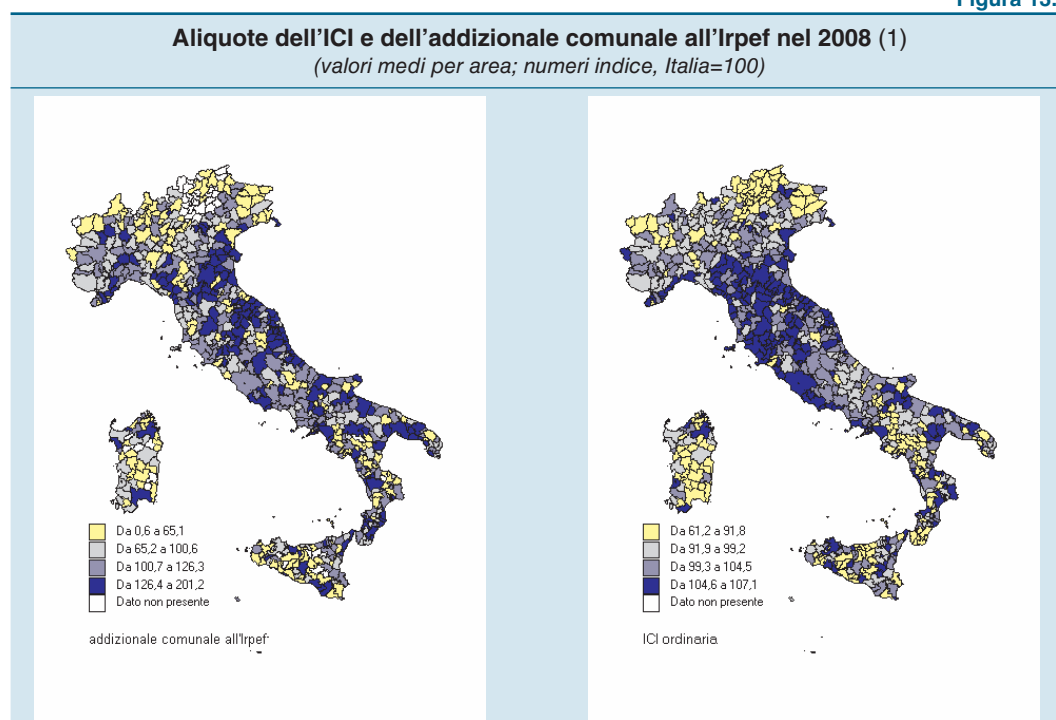 Figura 13.
Aliquote dell'ICI e dell'addizionale comunale all'Irpef nel 2008 (1)
(valori medi per area; numeri indice, Italia=100)
Da 0,6 a 65,1
Da 65,2 a 100,6
Da 100,7 a 126,3
Da 126,4 a 201,2
Dato non presente
addizionale comunale all'Irpef
Da 61,2 a 91,8
Da 91,9 a 99,2
Da 99,3 a 104,5
Da 104,6 a 107,1
Dato non presente
ICI ordinaria